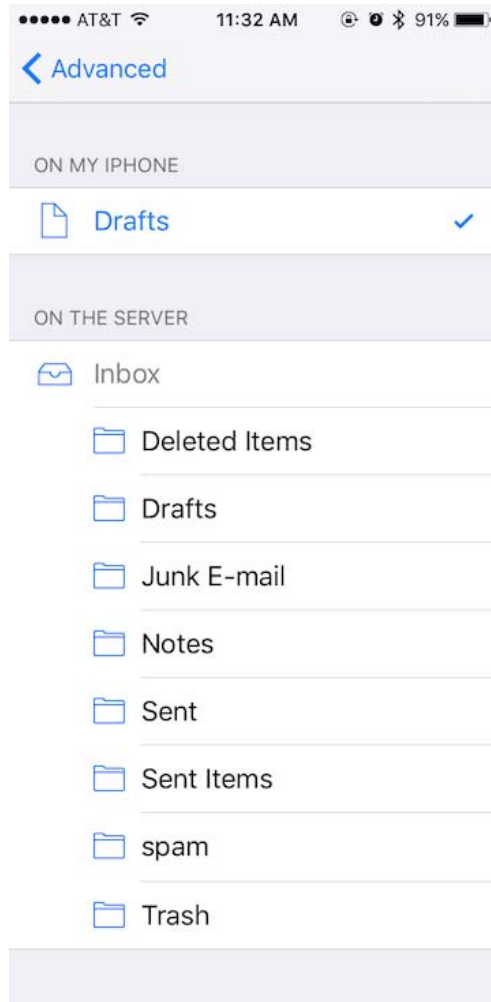 AT&T 11:32 AM 91%
Advanced
ON MY IPHONE
Drafts
ON THE SERVER
Inbox
Deleted Items
Drafts
Junk E-mail
Notes
Sent
Sent Items
spam
Trash